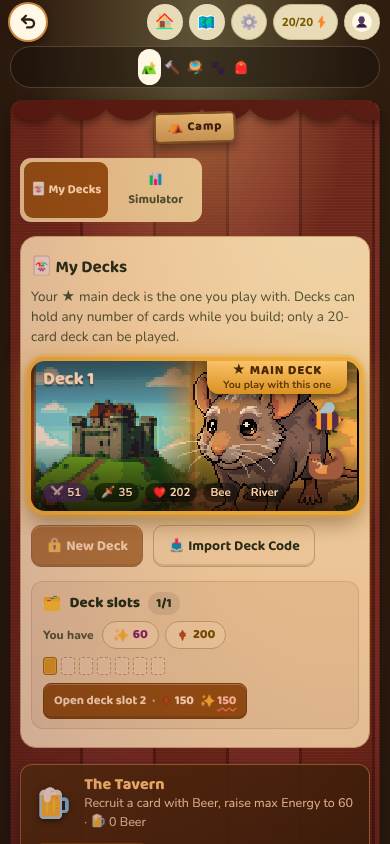 20/20
Camp
My Decks
Simulator
My Decks
Your ★ main deck is the one you play with. Decks can
hold any number of cards while you build; only a 20-
card deck can be played.
Deck 1
★ MAIN DECK
You play with this one
51
35
202
Bee
River
New Deck
Import Deck Code
Deck slots 1/1
You have 60 200
Open deck slot 2 · 150 150
The Tavern
Recruit a card with Beer, raise max Energy to 60
· 0 Beer